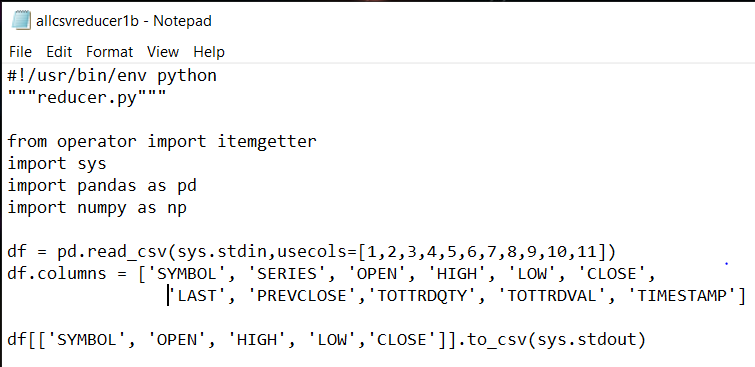 allcsvreducer1b - Notepad
File Edit Format View Help
#!/usr/bin/env python
"""reducer.py"""
from operator import itemgetter
import sys
import pandas as pd
import numpy as np
df = pd.read_csv(sys.stdin,usecols=[1,2,3,4,5,6,7,8,9,10,11])
df.columns = ['SYMBOL', 'SERIES', 'OPEN', 'HIGH', 'LOW', 'CLOSE',
'LAST', 'PREVCLOSE','TOTTRDQTY', 'TOTTRDVAL', 'TIMESTAMP']
df[['SYMBOL', 'OPEN', 'HIGH', 'LOW','CLOSE']].to_csv(sys.stdout)